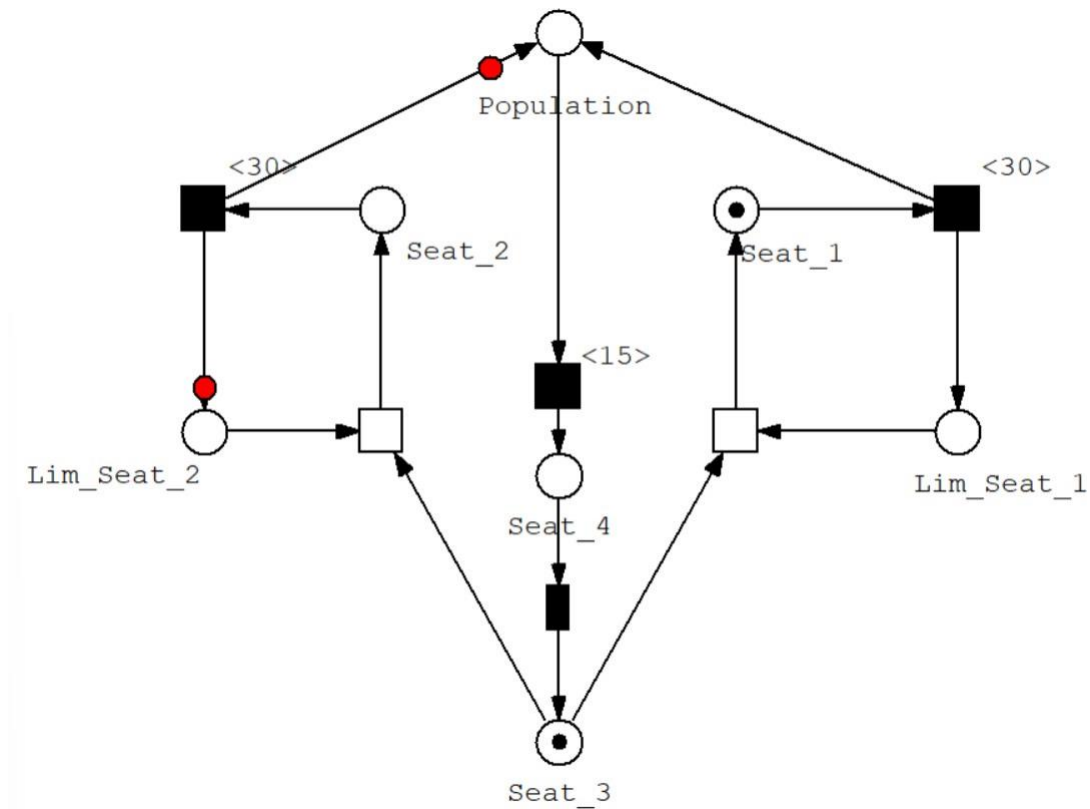 Population
<30>
<30>
Seat_2
Seat_1
<15>
Lim_Seat_2
Lim_Seat_1
Seat_4
Seat_3